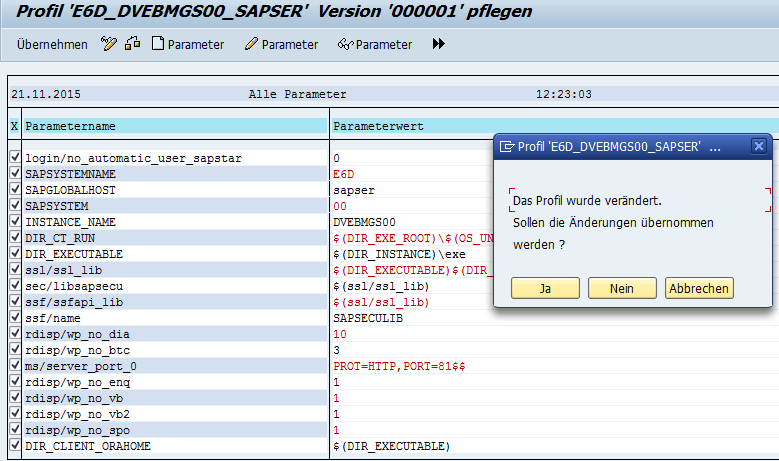 Profil 'E6D_DVEBMGS00_SAPSER' Version '000001' pflegen
Übernehmen Parameter Parameter Parameter
21.11.2015 Alle Parameter 12:23:03
X Parametername Parameterwert
login/no_automatic_user_sapstar 0
SAPSYSTEMNAME E6D
SAPGLOBALHOST sapser
SAPSYSTEM 00
INSTANCE_NAME DVEBMGS00
DIR_CT_RUN $(DIR_EXE_ROOT)\$(OS_UN
DIR_EXECUTABLE $(DIR_INSTANCE)\exe
ssl/ssl_lib $(DIR_EXECUTABLE)$(DIR_
sec/libsapsecu $(ssl/ssl_lib)
ssf/ssfapi_lib $(ssl/ssl_lib)
ssf/name SAPSECULIB
rdisp/wp_no_dia 10
rdisp/wp_no_btc 3
ms/server_port_0 PROT=HTTP,PORT=81$$
rdisp/wp_no_enq 1
rdisp/wp_no_vb 1
rdisp/wp_no_vb2 1
rdisp/wp_no_spo 1
DIR_CLIENT_ORAHOME $(DIR_EXECUTABLE)
Profil 'E6D_DVEBMGS00_SAPSER' ...
Das Profil wurde verändert.
Sollen die Änderungen übernommen
werden ?
Ja Nein Abbrechen